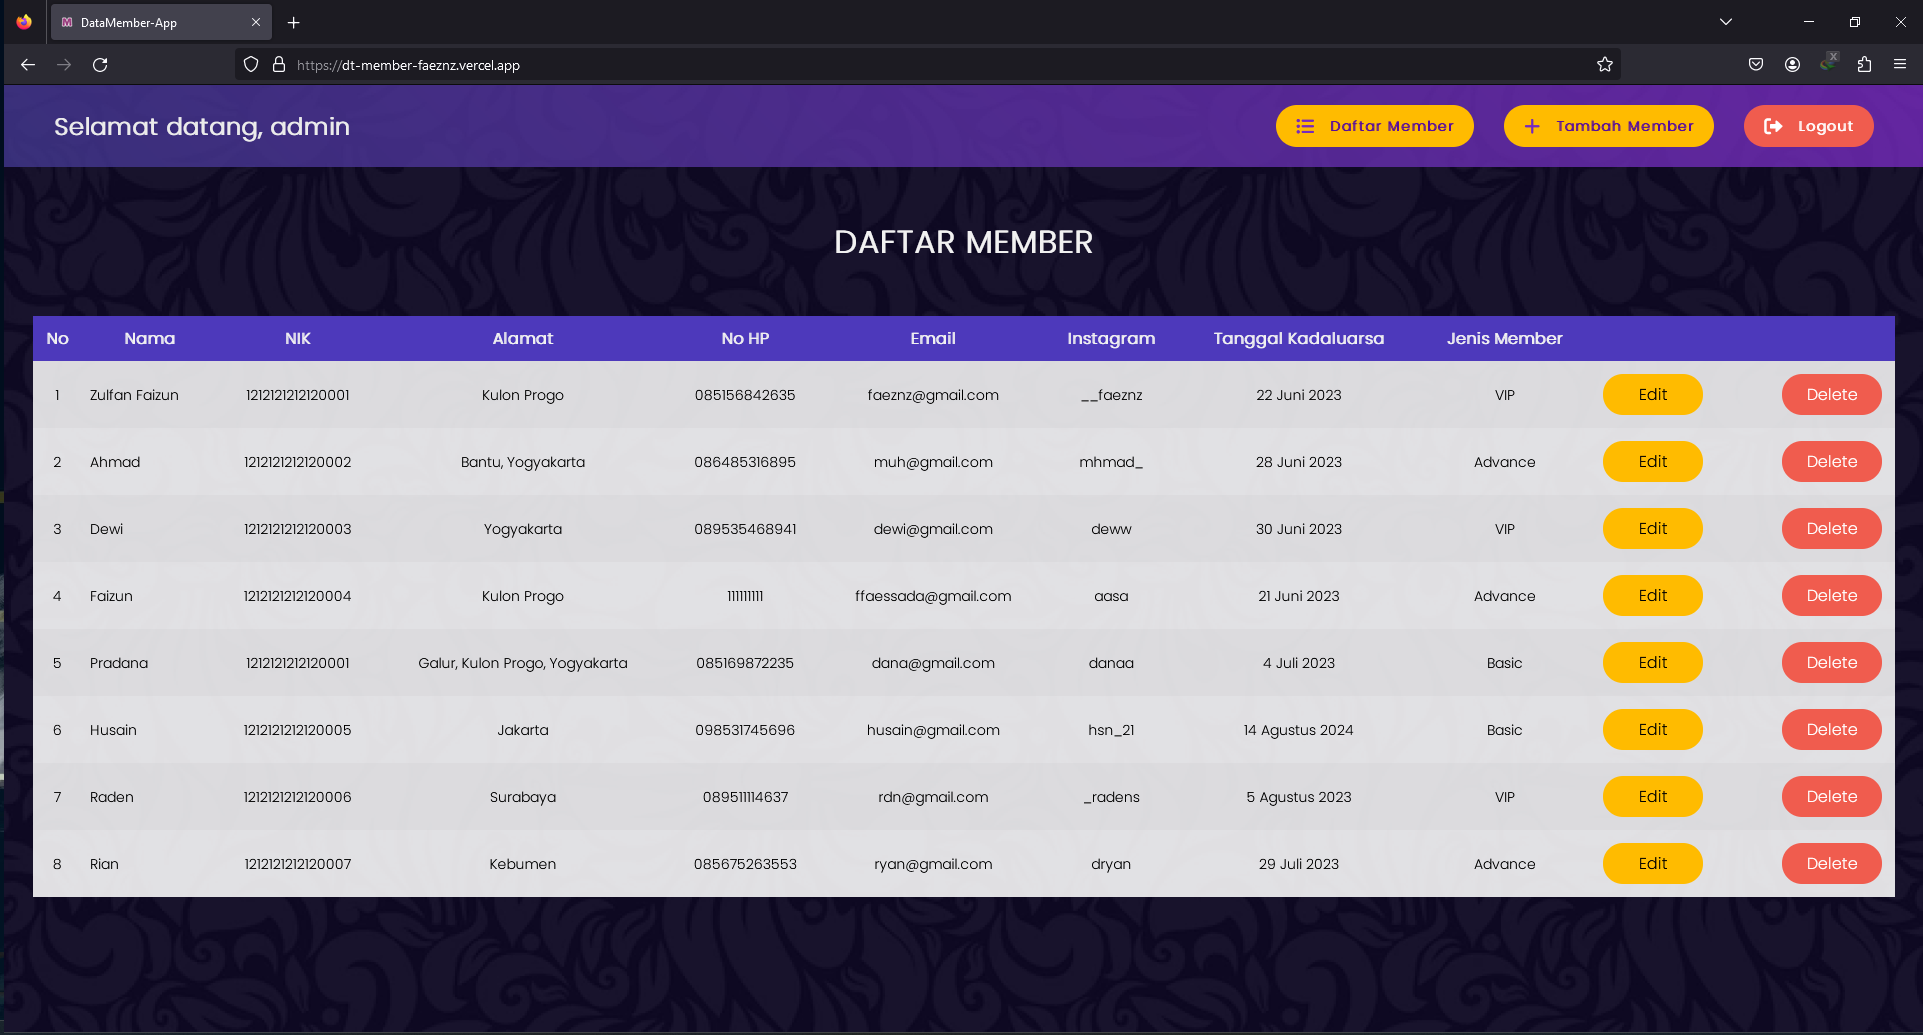 DataMember-App
https://dt-member-faeznz.vercel.app
Selamat datang, admin
Daftar Member
Tambah Member
Logout
DAFTAR MEMBER
No Nama NIK Alamat No HP Email Instagram Tanggal Kadaluarsa Jenis Member
1 Zulfan Faizun 1212121212120001 Kulon Progo 085156842635 faeznz@gmail.com __faeznz 22 Juni 2023 VIP Edit Delete
2 Ahmad 1212121212120002 Bantu, Yogyakarta 086485316895 muh@gmail.com mhmad_ 28 Juni 2023 Advance Edit Delete
3 Dewi 1212121212120003 Yogyakarta 089535468941 dewi@gmail.com deww 30 Juni 2023 VIP Edit Delete
4 Faizun 1212121212120004 Kulon Progo 111111111 ffaessada@gmail.com aasa 21 Juni 2023 Advance Edit Delete
5 Pradana 1212121212120001 Galur, Kulon Progo, Yogyakarta 085169872235 dana@gmail.com danaa 4 Juli 2023 Basic Edit Delete
6 Husain 1212121212120005 Jakarta 098531745696 husain@gmail.com hsn_21 14 Agustus 2024 Basic Edit Delete
7 Raden 1212121212120006 Surabaya 089511114637 rdn@gmail.com _radens 5 Agustus 2023 VIP Edit Delete
8 Rian 1212121212120007 Kebumen 085675263553 ryan@gmail.com dryan 29 Juli 2023 Advance Edit Delete